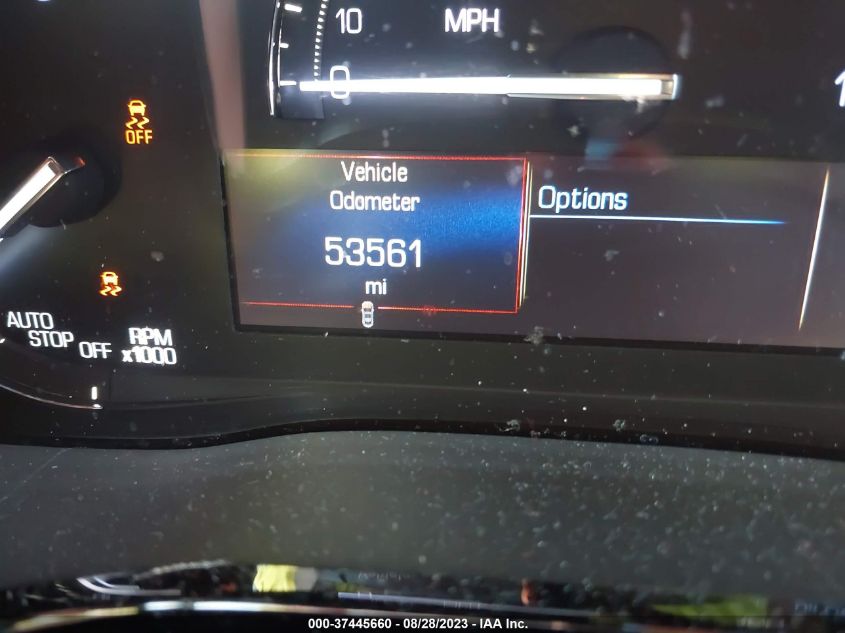 10 MPH
0
OFF
Vehicle
Odometer
53561
mi
Options
AUTO
STOP
OFF
RPM
x1000
000-37445660 - 08/28/2023 - IAA Inc.